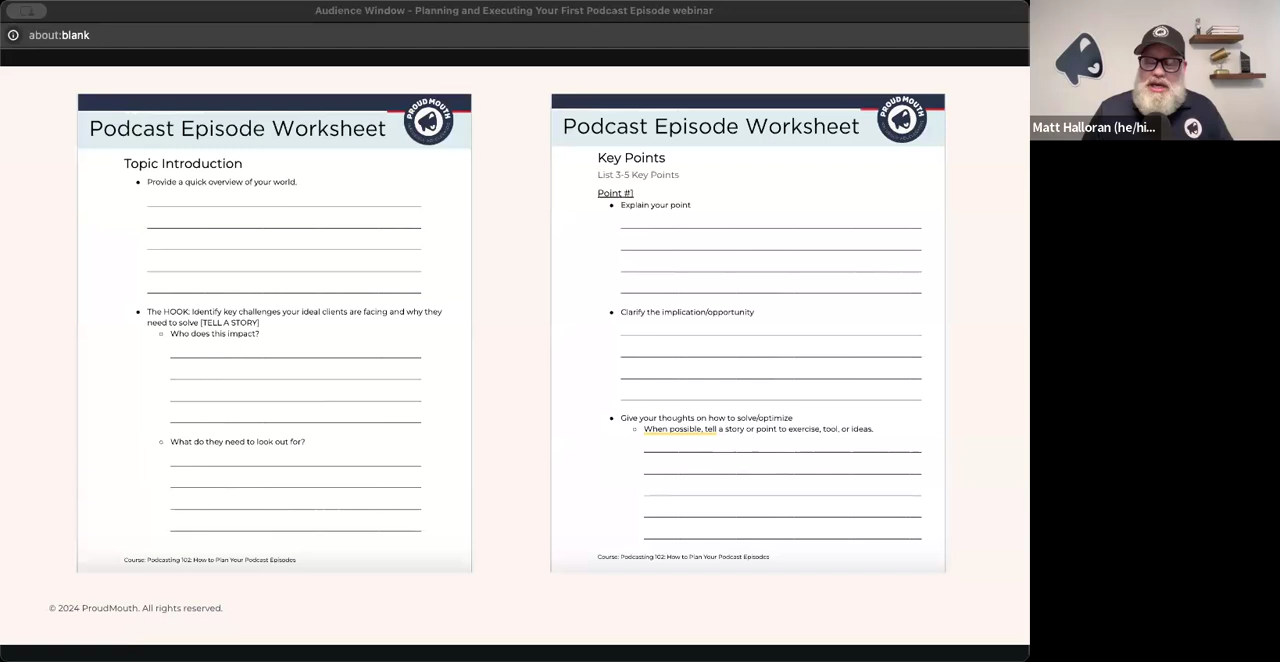 Audience Window - Planning and Executing Your First Podcast Episode webinar
about:blank
Podcast Episode Worksheet
PROUD MOUTH
Topic Introduction
• Provide a quick overview of your world.
• The HOOK: Identify key challenges your ideal clients are facing and why they
need to solve [TELL A STORY]
○ Who does this impact?
○ What do they need to look out for?
Course: Podcasting 102: How to Plan Your Podcast Episodes
Podcast Episode Worksheet
PROUD MOUTH
Key Points
List 3-5 Key Points
Point #1
• Explain your point
• Clarify the implication/opportunity
• Give your thoughts on how to solve/optimize
○ When possible, tell a story or point to exercise, tool, or ideas.
Course: Podcasting 102: How to Plan Your Podcast Episodes
© 2024 ProudMouth. All rights reserved.
Matt Halloran (he/hi...